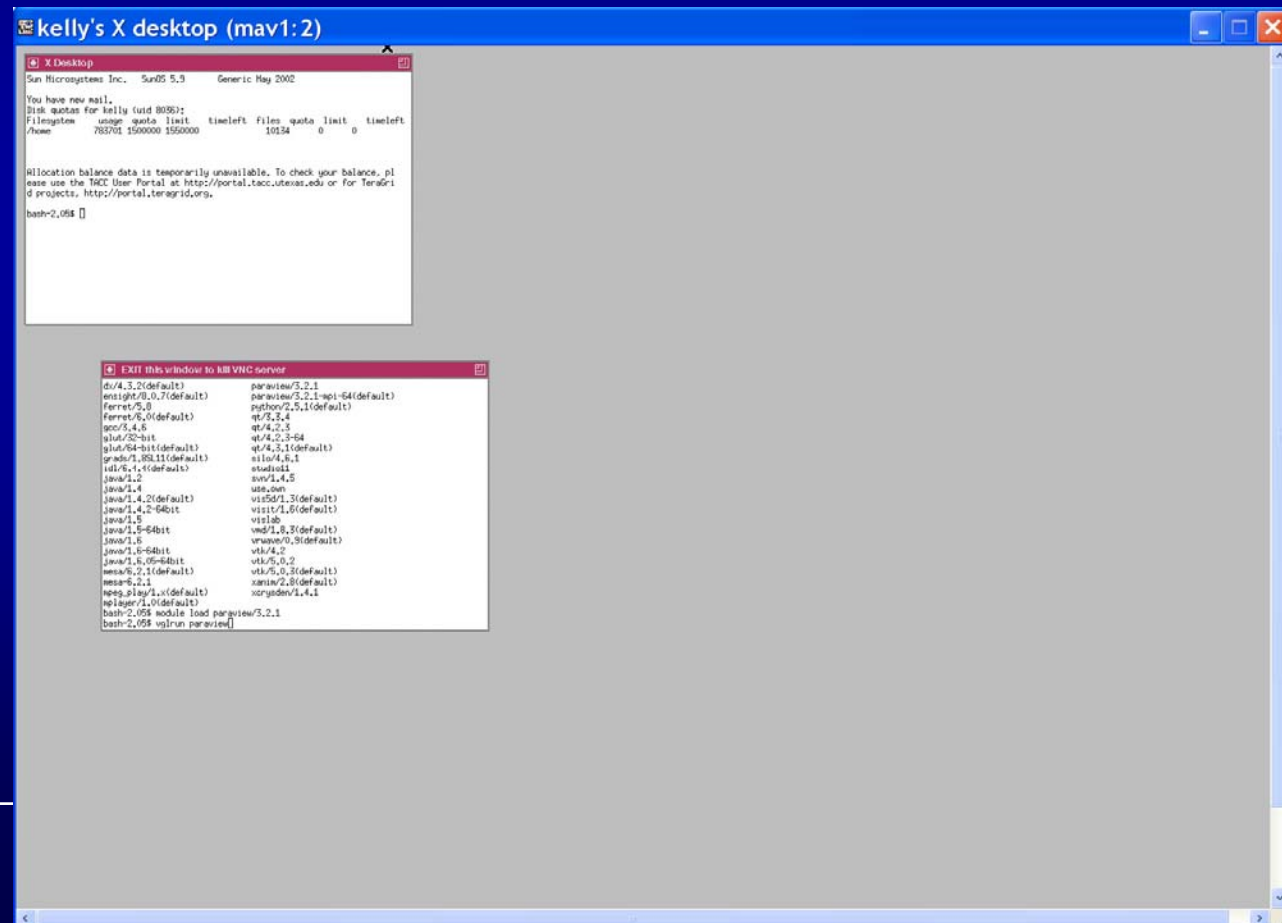 kelly's X desktop (mav1:2)
X Desktop
Sun Microsystems Inc. SunOS 5.9 Generic May 2002
You have new mail.
Disk quotas for kelly (uid 8036):
Filesystem usage quota limit timeleft files quota limit timeleft
/home 783701 1500000 1550000 10134 0 0
Allocation balance data is temporarily unavailable. To check your balance, pl
ease use the TACC User Portal at http://portal.tacc.utexas.edu or for TeraGri
d projects, http://portal.teragrid.org.
bash-2.05$
EXIT this window to kill VNC server
dx/4.3.2(default) paraview/3.2.1
ensight/8.0.7(default) paraview/3.2.1-mpi-64(default)
ferret/5.8 python/2.5.1(default)
ferret/6.0(default) qt/3.3.4
gcc/3.4.6 qt/4.2.3
glut/32-bit qt/4.2.3-64
glut/64-bit(default) qt/4.3.1(default)
grads/1.8SL11(default) silo/4.6.1
idl/6.4.4(default) studio11
java/1.2 svn/1.4.5
java/1.4 use.own
java/1.4.2(default) vis5d/1.3(default)
java/1.4.2-64bit visit/1.6(default)
java/1.5 vislab
java/1.5-64bit vmd/1.8.3(default)
java/1.6 vrwave/0.9(default)
java/1.6-64bit vtk/4.2
java/1.6.05-64bit vtk/5.0.2
mesa/6.2.1(default) vtk/5.0.3(default)
mesa-6.2.1 xanim/2.8(default)
mpeg_play/1.x(default) xcrysden/1.4.1
mplayer/1.0(default)
bash-2.05$ module load paraview/3.2.1
bash-2.05$ vglrun paraview